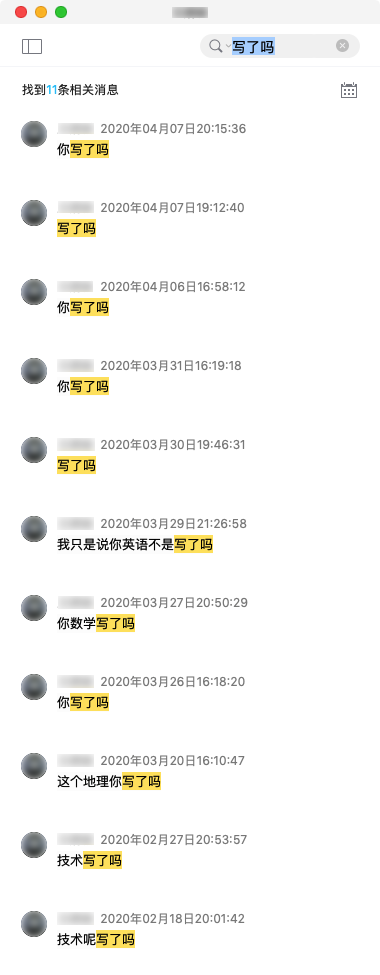 写了吗
找到11条相关消息
2020年04月07日20:15:36
你写了吗
2020年04月07日19:12:40
写了吗
2020年04月06日16:58:12
你写了吗
2020年03月31日16:19:18
你写了吗
2020年03月30日19:46:31
写了吗
2020年03月29日21:26:58
我只是说你英语不是写了吗
2020年03月27日20:50:29
你数学写了吗
2020年03月26日16:18:20
你写了吗
2020年03月20日16:10:47
这个地理你写了吗
2020年02月27日20:53:57
技术写了吗
2020年02月18日20:01:42
技术呢写了吗